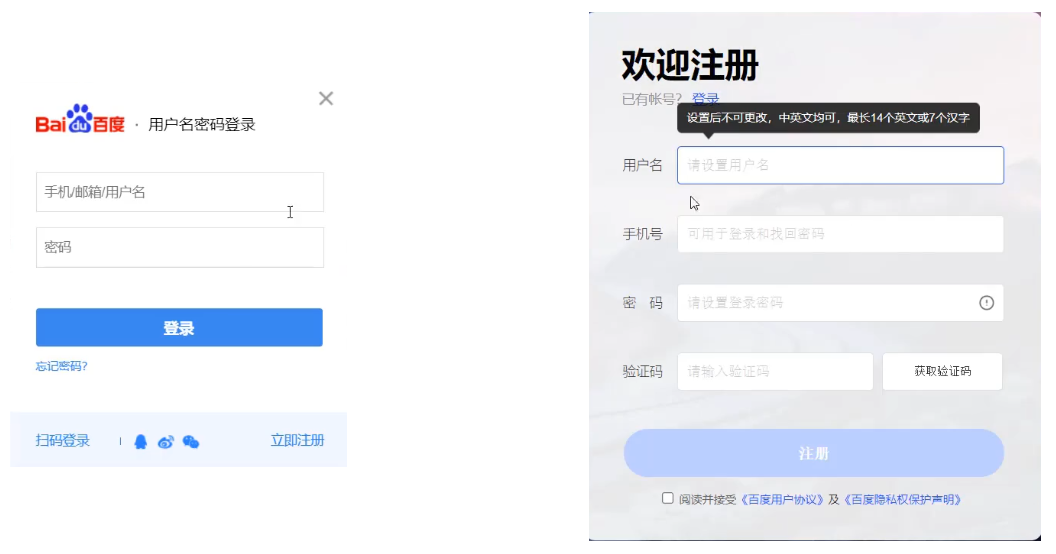 Bai du 百度 · 用户名密码登录
手机/邮箱/用户名
密码
登录
忘记密码?
扫码登录
立即注册
欢迎注册
已有帐号? 登录
设置后不可更改，中英文均可，最长14个英文或7个汉字
用户名 请设置用户名
手机号 可用于登录和找回密码
密 码 请设置登录密码
验证码 请输入验证码 获取验证码
注册
阅读并接受《百度用户协议》及《百度隐私权保护声明》